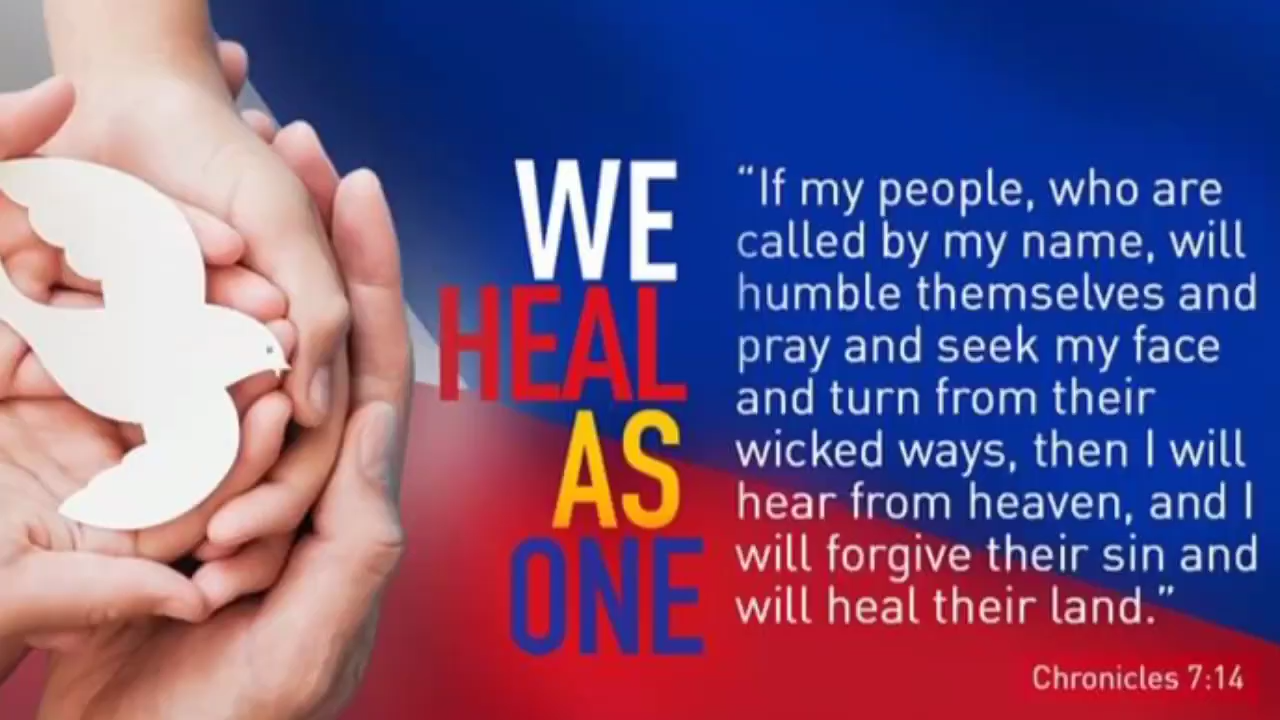 WE
HEAL
AS
ONE
“If my people, who are
called by my name, will
humble themselves and
pray and seek my face
and turn from their
wicked ways, then I will
hear from heaven, and I
will forgive their sin and
will heal their land.”
Chronicles 7:14